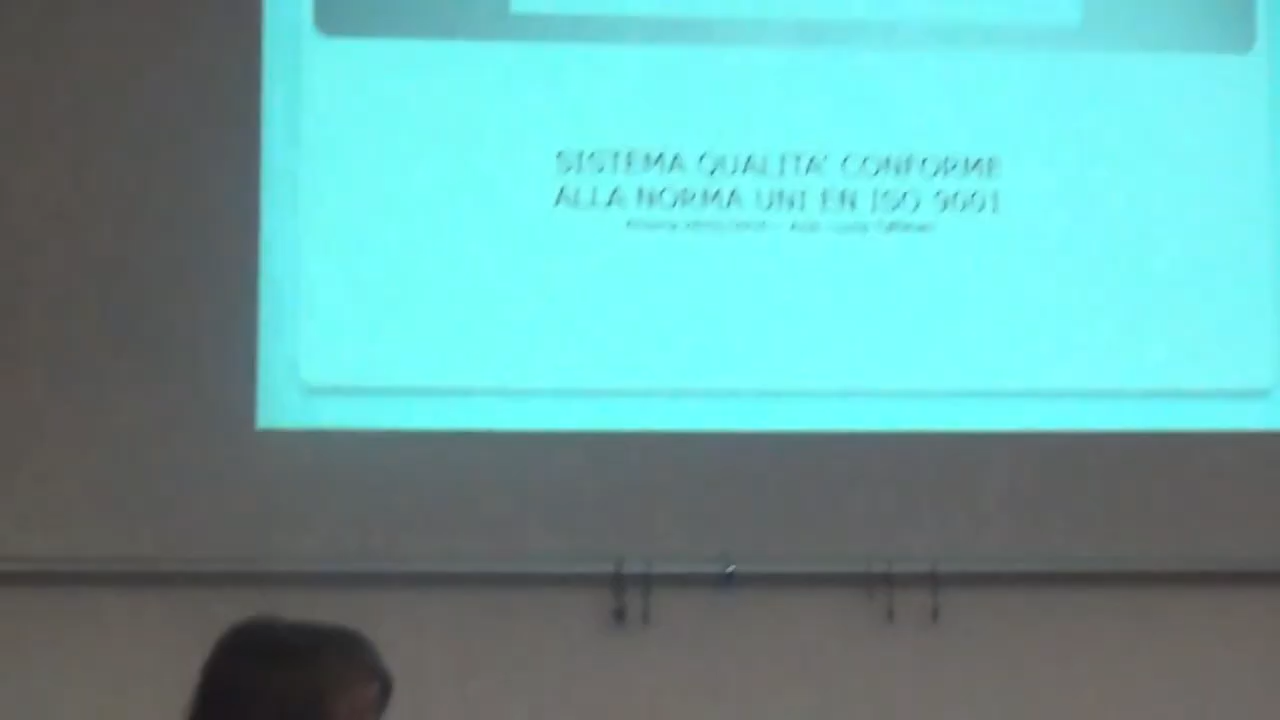 SISTEMA QUALITA' CONFORME
ALLA NORMA UNI EN ISO 9001